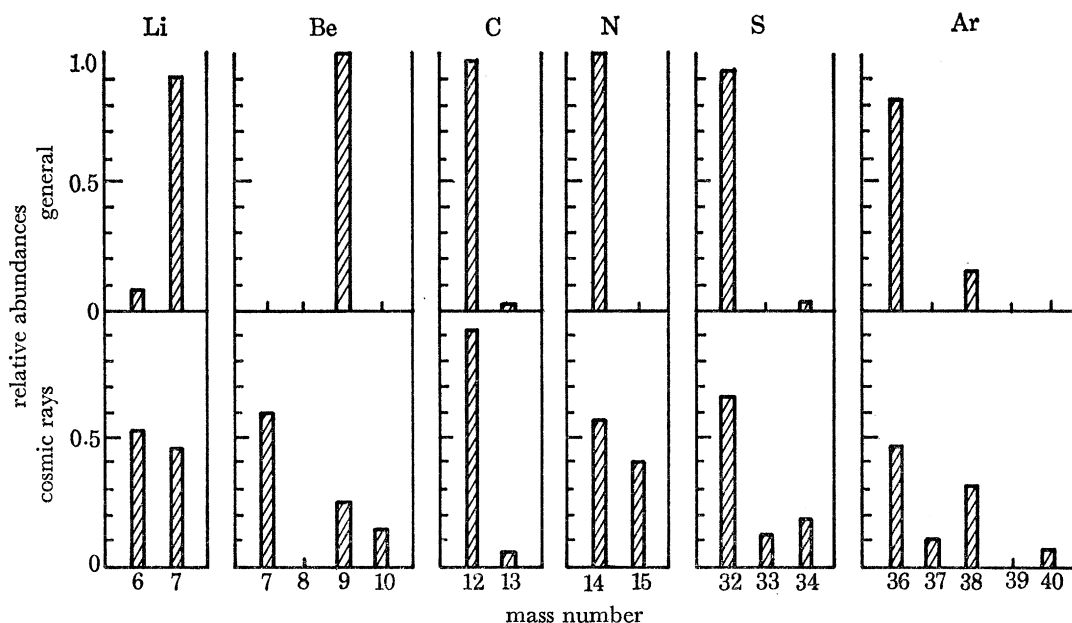 Li Be C N S Ar
1.0
0.5
0
general
relative abundances
0.5
0
cosmic rays
6 7 7 8 9 10 12 13 14 15 32 33 34 36 37 38 39 40
mass number